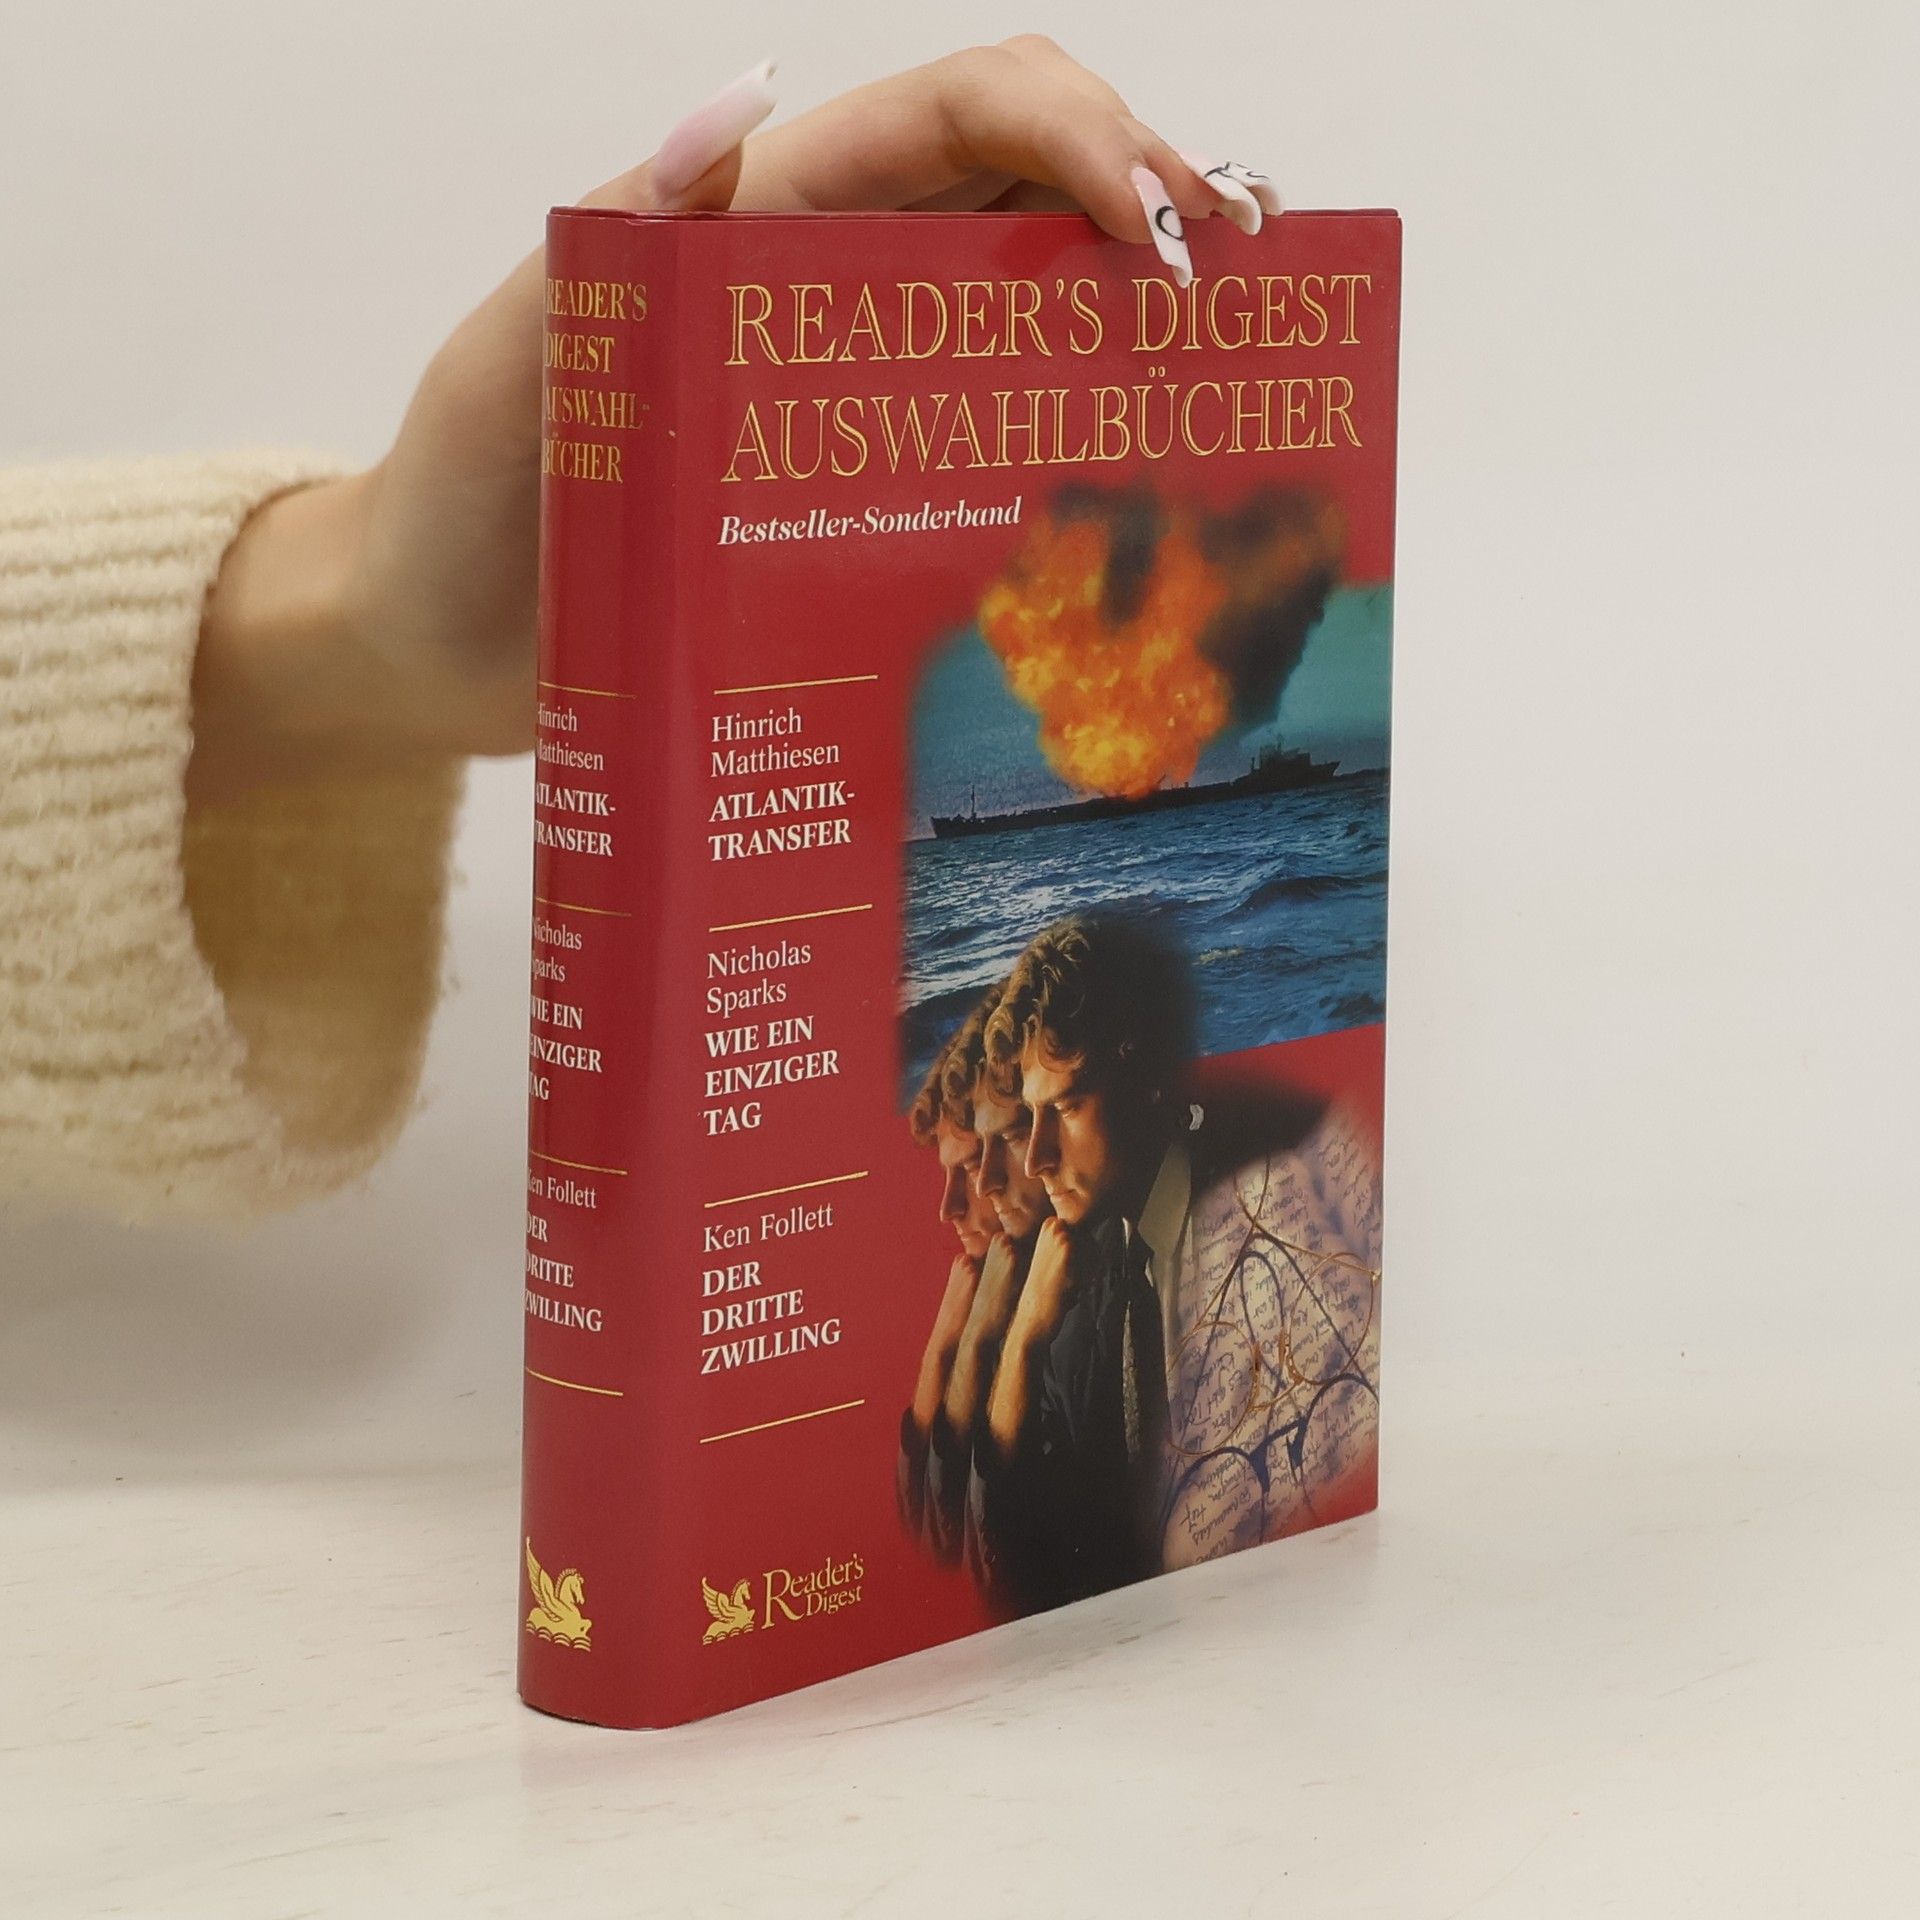 READER'S
DIGEST
AUSWAHL-
BÜCHER
Hinrich
Matthiesen
ATLANTIK-
TRANSFER
Nicholas
Sparks
WIE EIN
EINZIGER
TAG
Ken Follett
DER
DRITTE
ZWILLING
READER'S DIGEST
AUSWAHLBÜCHER
Bestseller-Sonderband
Hinrich
Matthiesen
ATLANTIK-
TRANSFER
Nicholas
Sparks
WIE EIN
EINZIGER
TAG
Ken Follett
DER
DRITTE
ZWILLING
Reader's
Digest